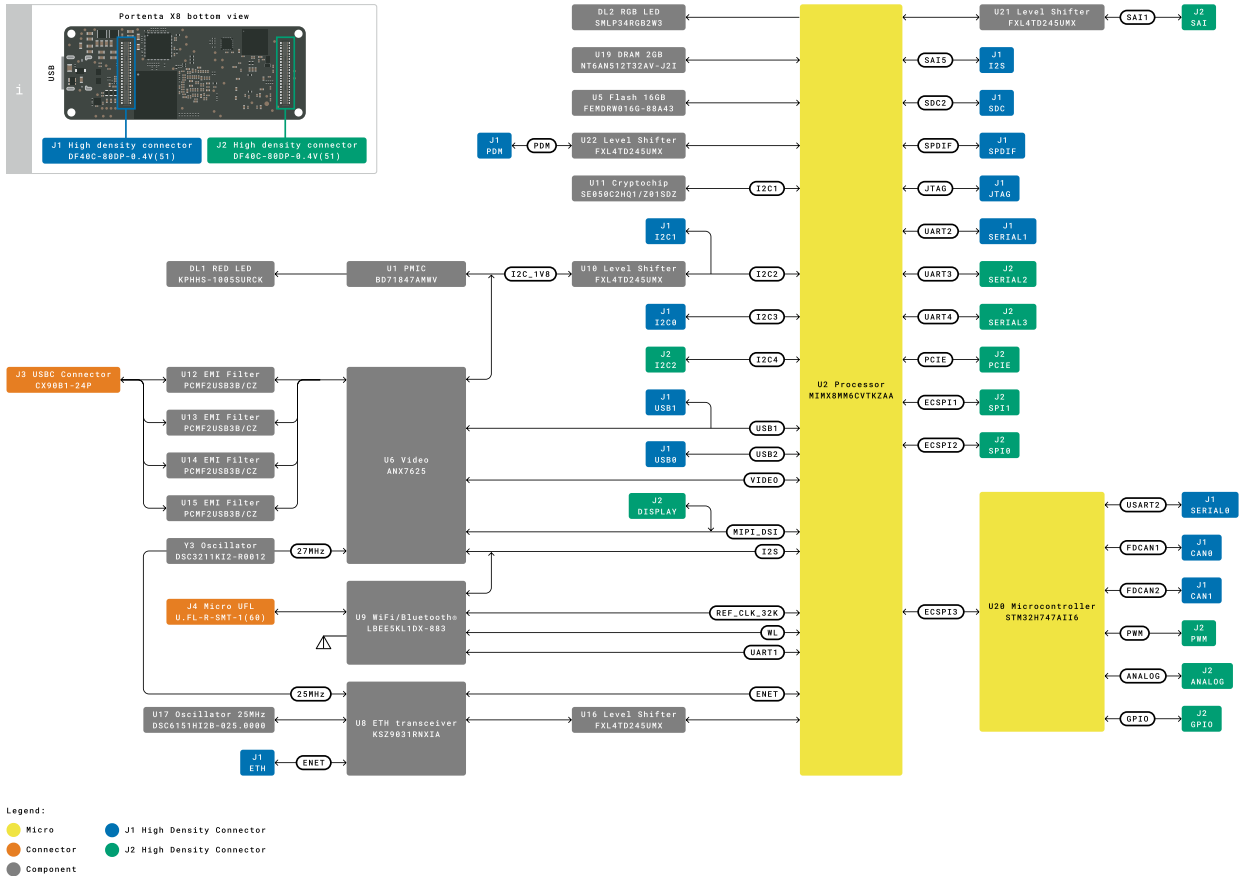 Portenta X8 bottom view
USB
i
J1 High density connector
DF40C-80DP-0.4V(51)
J2 High density connector
DF40C-80DP-0.4V(51)
DL2 RGB LED
SMLP34RGB2W3
U21 Level Shifter
FXL4TD245UMX
SAI1
J2
SAI
U19 DRAM 2GB
NT6AN512T32AV-J2I
SAI5
J1
I2S
U5 Flash 16GB
FEMDRW016G-88A43
SDC2
J1
SDC
J1
PDM
PDM
U22 Level Shifter
FXL4TD245UMX
SPDIF
J1
SPDIF
U11 Cryptochip
SE050C2HQ1/Z01SDZ
I2C1
JTAG
J1
JTAG
J1
I2C1
UART2
J1
SERIAL1
DL1 RED LED
KPHHS-1005SURCK
U1 PMIC
BD71847AMWV
I2C_1V8
U10 Level Shifter
FXL4TD245UMX
I2C2
UART3
J2
SERIAL2
J1
I2C0
I2C3
UART4
J2
SERIAL3
J2
I2C2
I2C4
PCIE
J2
PCIE
J3 USBC Connector
CX90B1-24P
U12 EMI Filter
PCMF2USB3B/CZ
U2 Processor
MIMX8MM6CVTKZAA
J1
USB1
USB1
ECSPI1
J2
SPI1
U13 EMI Filter
PCMF2USB3B/CZ
J1
USB0
USB2
ECSPI2
J2
SPI0
U14 EMI Filter
PCMF2USB3B/CZ
U6 Video
ANX7625
VIDEO
U15 EMI Filter
PCMF2USB3B/CZ
J2
DISPLAY
MIPI_DSI
USART2
J1
SERIAL0
Y3 Oscillator
DSC3211KI2-R0012
27MHz
I2S
FDCAN1
J1
CAN0
FDCAN2
J1
CAN1
J4 Micro UFL
U.FL-R-SMT-1(60)
U9 WiFi/Bluetooth®
LBEE5KL1DX-883
REF_CLK_32K
ECSPI3
U20 Microcontroller
STM32H747AII6
WL
PWM
J2
PWM
UART1
ANALOG
J2
ANALOG
25MHz
ENET
U17 Oscillator 25MHz
DSC6151HI2B-025.0000
U8 ETH transceiver
KSZ9031RNXIA
U16 Level Shifter
FXL4TD245UMX
GPIO
J2
GPIO
J1
ETH
ENET
Legend:
Micro
J1 High Density Connector
Connector
J2 High Density Connector
Component